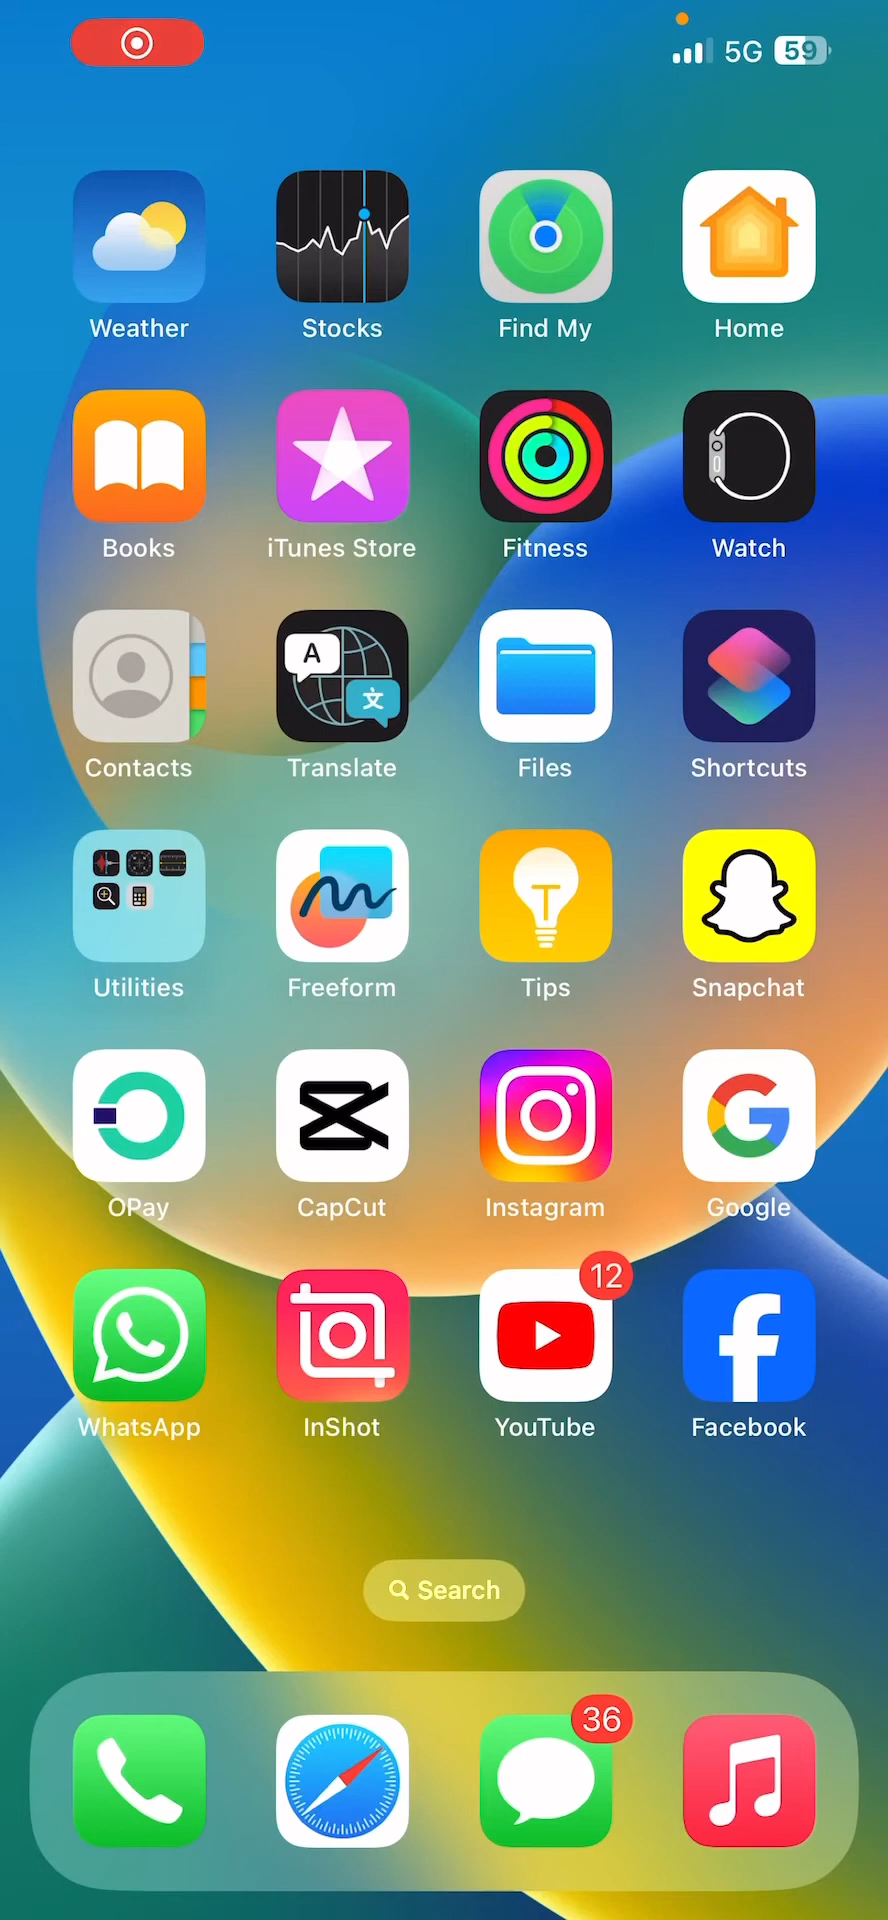 5G 59
Weather Stocks Find My Home
Books iTunes Store Fitness Watch
A 文
Contacts Translate Files Shortcuts
Utilities Freeform Tips Snapchat
OPay CapCut Instagram Google
12
WhatsApp InShot YouTube Facebook
Search
36